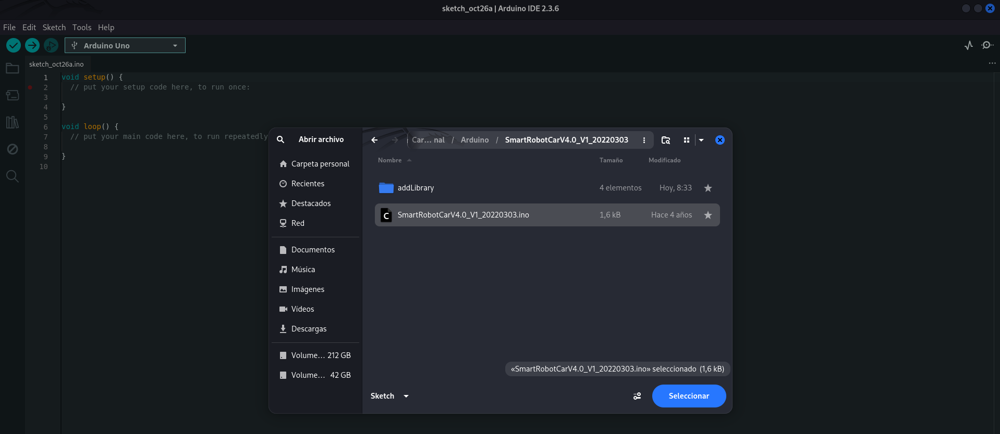 sketch_oct26a | Arduino IDE 2.3.6
File Edit Sketch Tools Help
Arduino Uno
sketch_oct26a.ino
1 void setup() {
2 // put your setup code here, to run once:
3
4 }
5
6 void loop() {
7 // put your main code here, to run repeatedly
8
9 }
10
Abrir archivo
Carpeta personal
Recientes
Destacados
Red
Documentos
Música
Imágenes
Vídeos
Descargas
Volume… 212 GB
Volume… 42 GB
Car… nal / Arduino / SmartRobotCarV4.0_V1_20220303
Nombre Tamaño Modificado
addLibrary 4 elementos Hoy, 8:33
C SmartRobotCarV4.0_V1_20220303.ino 1,6 kB Hace 4 años
«SmartRobotCarV4.0_V1_20220303.ino» seleccionado (1,6 kB)
Sketch Seleccionar